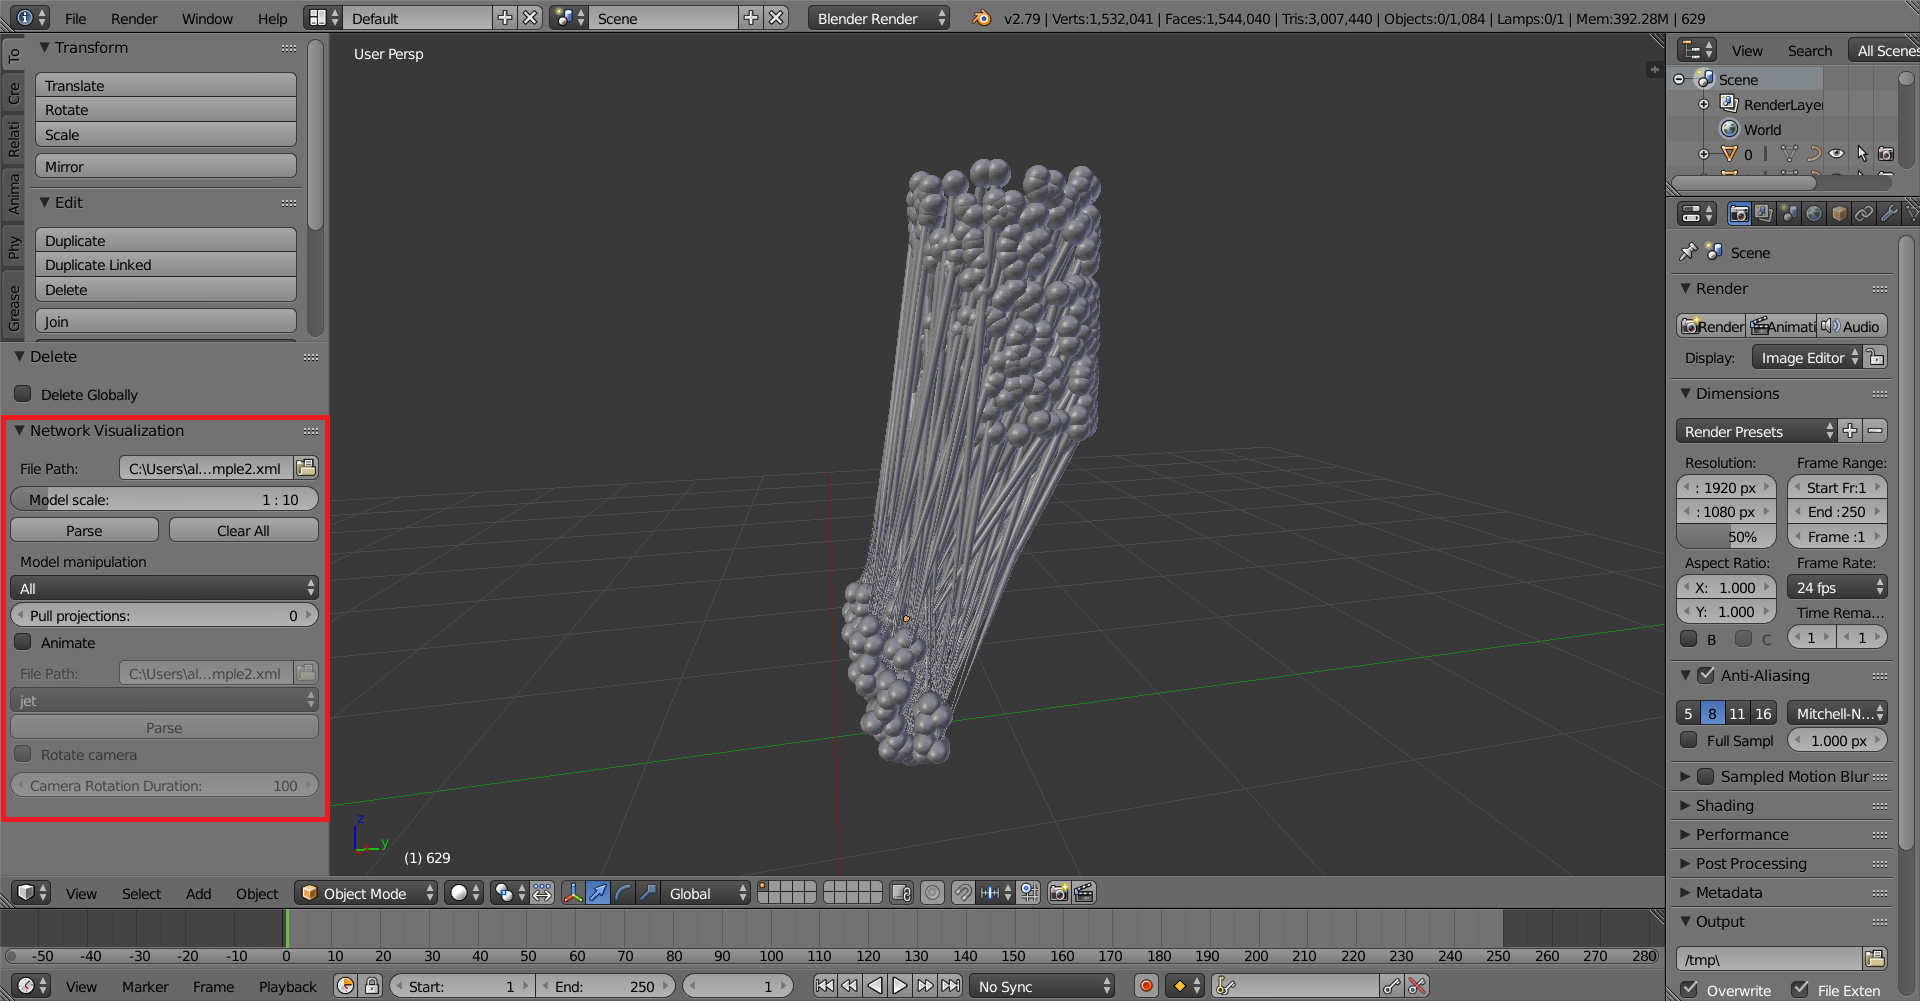 File Render Window Help Default Scene Blender Render v2.79 | Verts:1,532,041 | Faces:1,544,040 | Tris:3,007,440 | Objects:0/1,084 | Lamps:0/1 | Mem:392.28M | 629
To
Cre
Relati
Anima
Phy
Grease
Transform
Translate
Rotate
Scale
Mirror
Edit
Duplicate
Duplicate Linked
Delete
Join
Delete
Delete Globally
Network Visualization
File Path: C:\Users\al...mple2.xml
Model scale: 1 : 10
Parse Clear All
Model manipulation
All
Pull projections: 0
Animate
File Path: C:\Users\al...mple2.xml
jet
Parse
Rotate camera
Camera Rotation Duration: 100
User Persp
z
y
(1) 629
View Search All Scenes
Scene
RenderLayer
World
0
Scene
Render
Render Animati Audio
Display: Image Editor
Dimensions
Render Presets
Resolution: Frame Range:
: 1920 px Start Fr:1
: 1080 px End :250
50% Frame :1
Aspect Ratio: Frame Rate:
X: 1.000 24 fps
Y: 1.000 Time Rema...
B C 1 1
Anti-Aliasing
5 8 11 16 Mitchell-N...
Full Sampl 1.000 px
Sampled Motion Blur
Shading
Performance
Post Processing
Metadata
Output
/tmp\
Overwrite File Exten
View Select Add Object Object Mode Global
-50 -40 -30 -20 -10 0 10 20 30 40 50 60 70 80 90 100 110 120 130 140 150 160 170 180 190 200 210 220 230 240 250 260 270 280
View Marker Frame Playback Start: 1 End: 250 1 No Sync